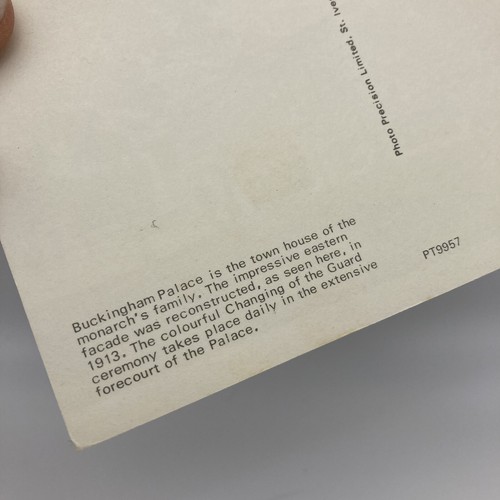 Photo Precision Limited, St. Ive
Buckingham Palace is the town house of the
monarch's family. The impressive eastern
facade was reconstructed, as seen here, in
1913. The colourful Changing of the Guard
ceremony takes place daily in the extensive
forecourt of the Palace.
PT9957